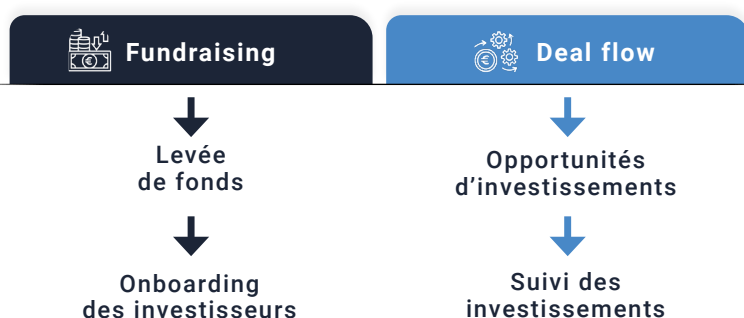 Fundraising
Deal flow
Levée
de fonds
Opportunités
d’investissements
Onboarding
des investisseurs
Suivi des
investissements